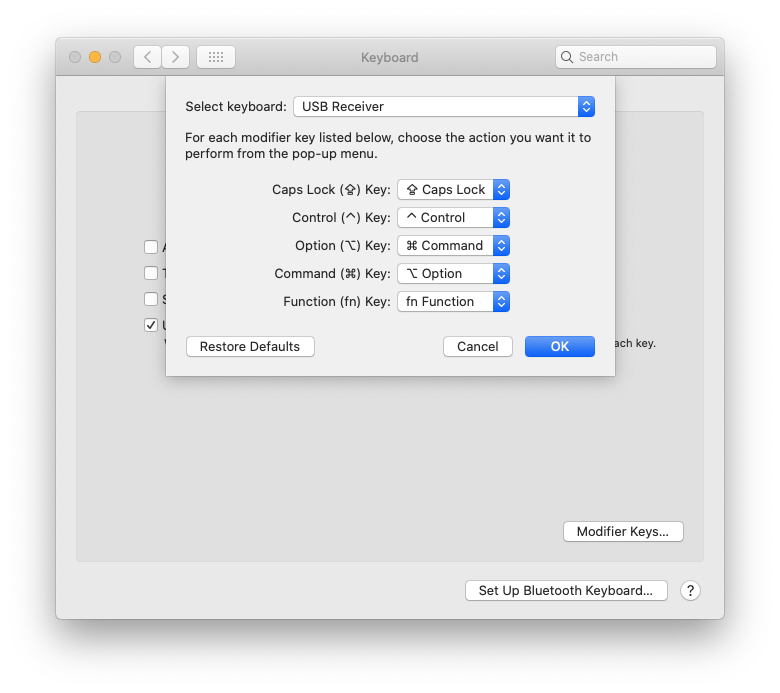 Keyboard
Search
Select keyboard: USB Receiver
For each modifier key listed below, choose the action you want it to
perform from the pop-up menu.
Caps Lock (⇪) Key: ⇪ Caps Lock
Control (^) Key: ^ Control
Option (⌥) Key: ⌘ Command
Command (⌘) Key: ⌥ Option
Function (fn) Key: fn Function
Restore Defaults
Cancel
OK
ach key.
Modifier Keys...
Set Up Bluetooth Keyboard...
?